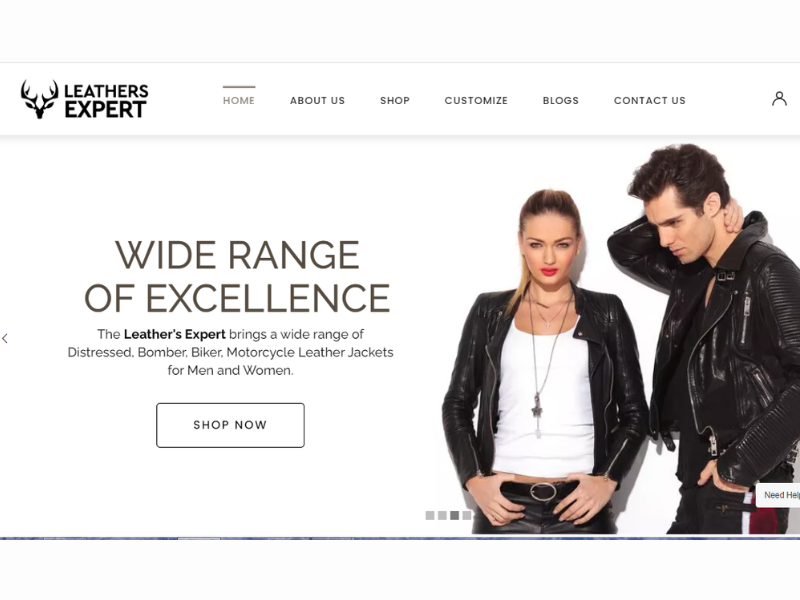 LEATHERS
EXPERT
HOME ABOUT US SHOP CUSTOMIZE BLOGS CONTACT US
WIDE RANGE
OF EXCELLENCE
The Leather's Expert brings a wide range of
Distressed, Bomber, Biker, Motorcycle Leather Jackets
for Men and Women.
SHOP NOW
Need Help